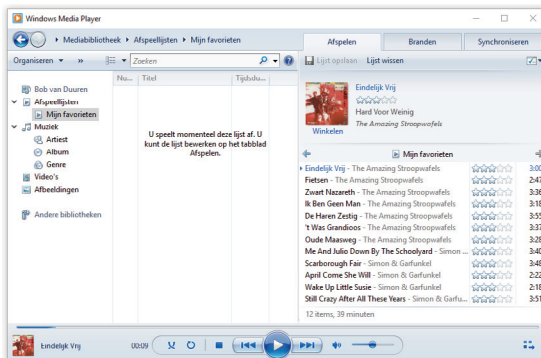 Windows Media Player
Mediabibliotheek Afspeellijsten Mijn favorieten
Afspelen Branden Synchroniseren
Organiseren Zoeken
Lijst opslaan Lijst wissen
Nu... Titel Tijdsdu...
Bob van Duuren
Afspeellijsten
Mijn favorieten
Muziek
Artiest
Album
Genre
Video's
Afbeeldingen
Andere bibliotheken
U speelt momenteel deze lijst af. U
kunt de lijst bewerken op het tabblad
Afspelen.
Eindelijk Vrij
Hard Voor Weinig
The Amazing Stroopwafels
Winkelen
Mijn favorieten
Eindelijk Vrij - The Amazing Stroopwafels 3:00
Fietsen - The Amazing Stroopwafels 2:47
Zwart Nazareth - The Amazing Stroopwafels 3:36
Ik Ben Geen Man - The Amazing Stroopwafels 3:18
De Haren Zestig - The Amazing Stroopwafels 3:55
't Was Grandioos - The Amazing Stroopwafels 3:37
Oude Maasweg - The Amazing Stroopwafels 3:28
Me And Julio Down By The Schoolyard - Simon ... 3:40
Scarborough Fair - Simon & Garfunkel 3:48
April Come She Will - Simon & Garfunkel 2:22
Wake Up Little Susie - Simon & Garfunkel 2:18
Still Crazy After All These Years - Simon & Garfu... 3:51
12 items, 39 minuten
Eindelijk Vrij 00:09